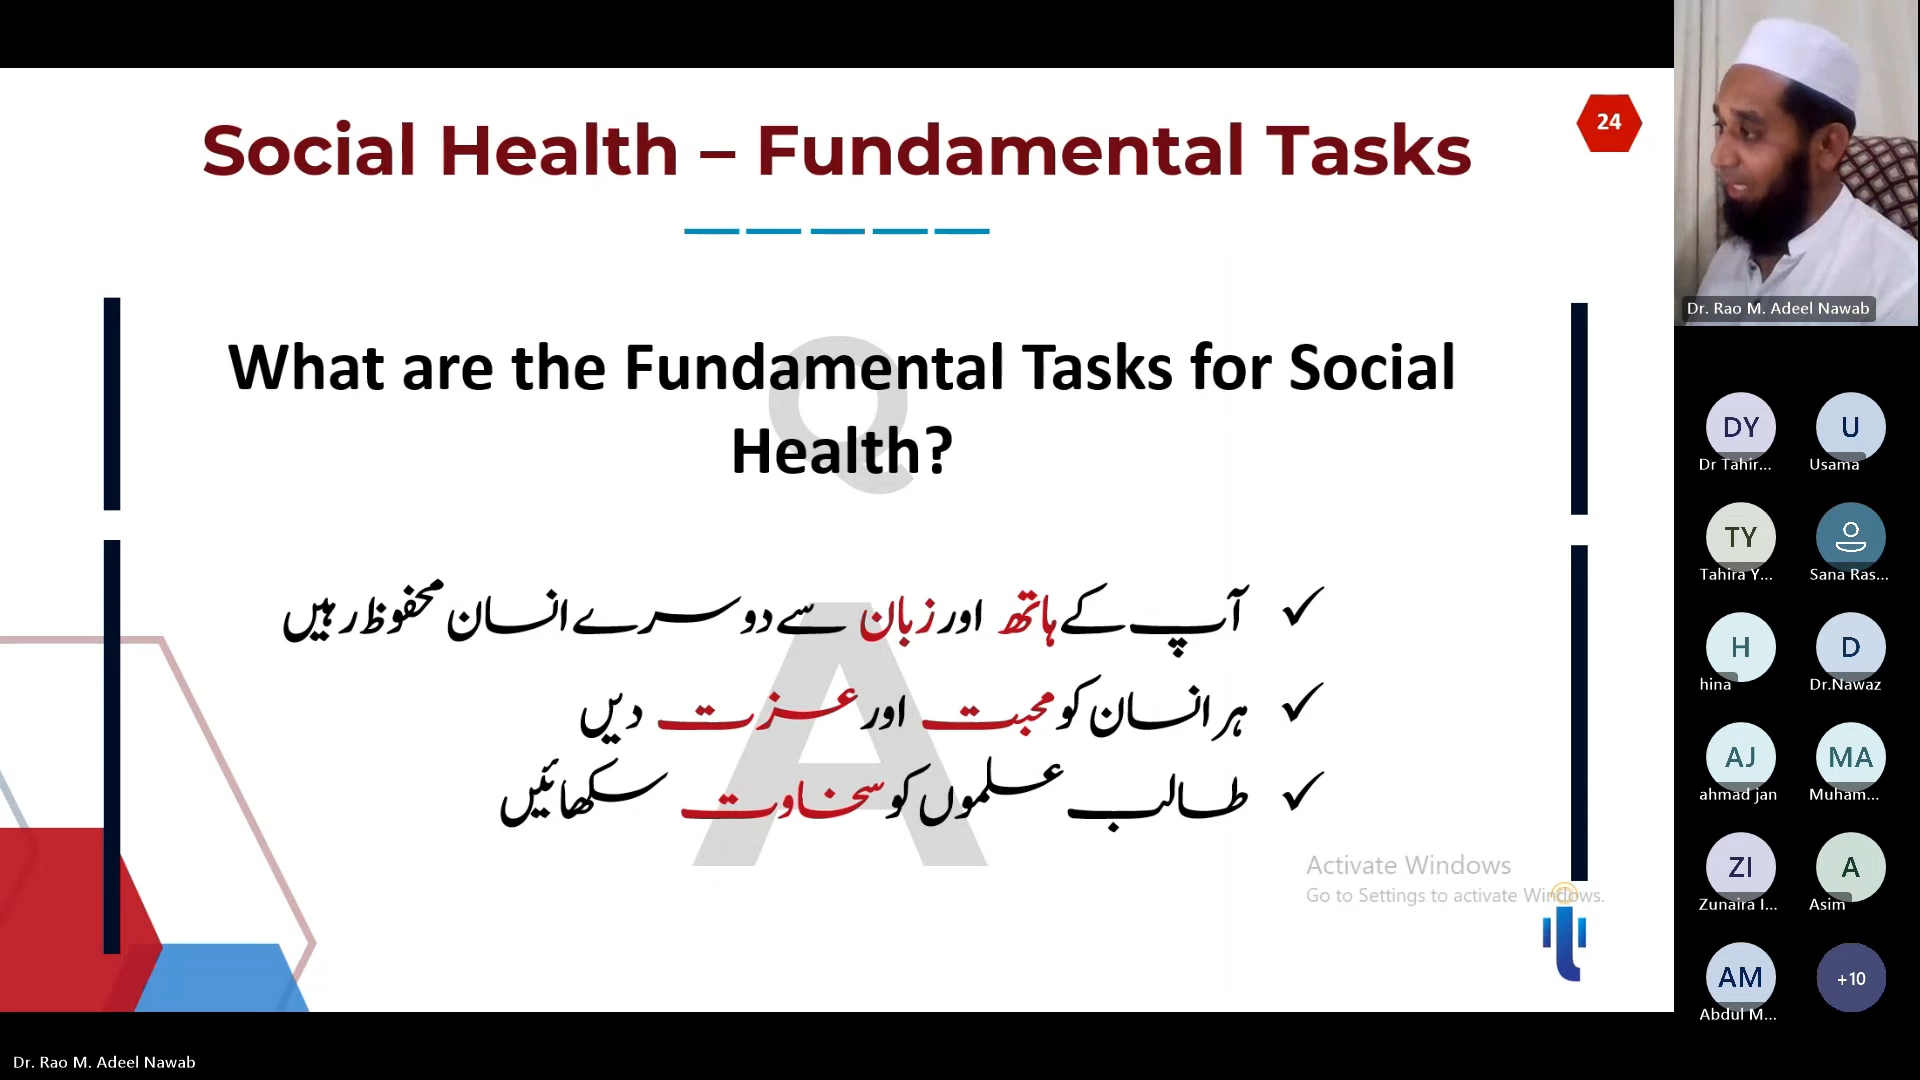 Social Health – Fundamental Tasks
24
What are the Fundamental Tasks for Social
Health?
Q
A
✓ آپ کے ہاتھ اور زبان سے دوسرے انسان محفوظ رہیں
✓ ہر انسان کو محبت اور عزت دیں
✓ طالب علموں کو سخاوت سکھائیں
Activate Windows
Go to Settings to activate Windows.
Dr. Rao M. Adeel Nawab
DY
Dr Tahir...
U
Usama
TY
Tahira Y...
Sana Ras...
H
hina
D
Dr.Nawaz
AJ
ahmad jan
MA
Muham...
ZI
Zunaira I...
A
Asim
AM
Abdul M...
+10
Dr. Rao M. Adeel Nawab